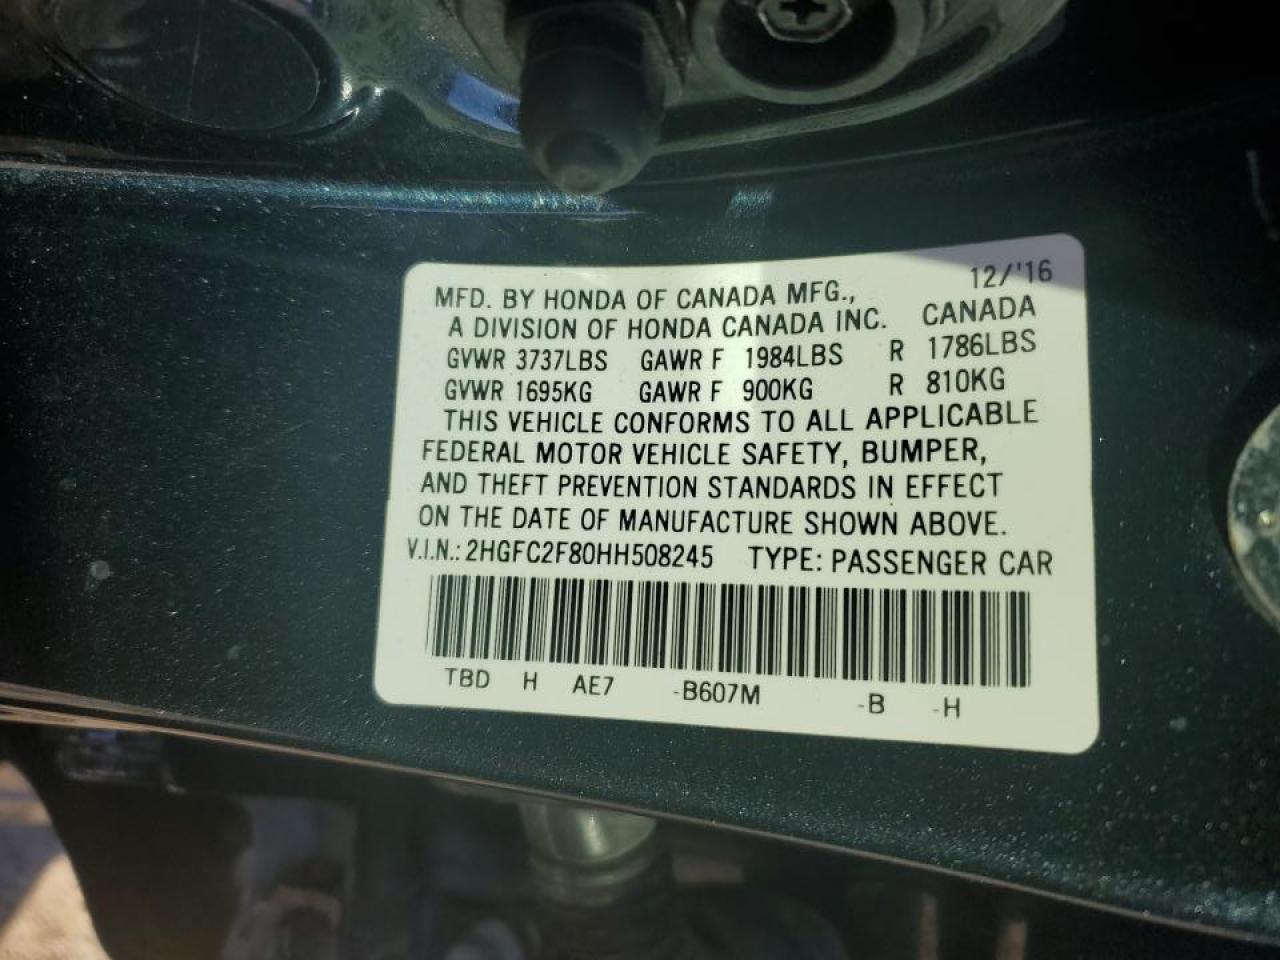 12/'16
MFD. BY HONDA OF CANADA MFG.,
A DIVISION OF HONDA CANADA INC. CANADA
GVWR 3737LBS GAWR F 1984LBS R 1786LBS
GVWR 1695KG GAWR F 900KG R 810KG
THIS VEHICLE CONFORMS TO ALL APPLICABLE
FEDERAL MOTOR VEHICLE SAFETY, BUMPER,
AND THEFT PREVENTION STANDARDS IN EFFECT
ON THE DATE OF MANUFACTURE SHOWN ABOVE.
V.I.N.: 2HGFC2F80HH508245 TYPE: PASSENGER CAR
TBD H AE7 -B607M -B -H